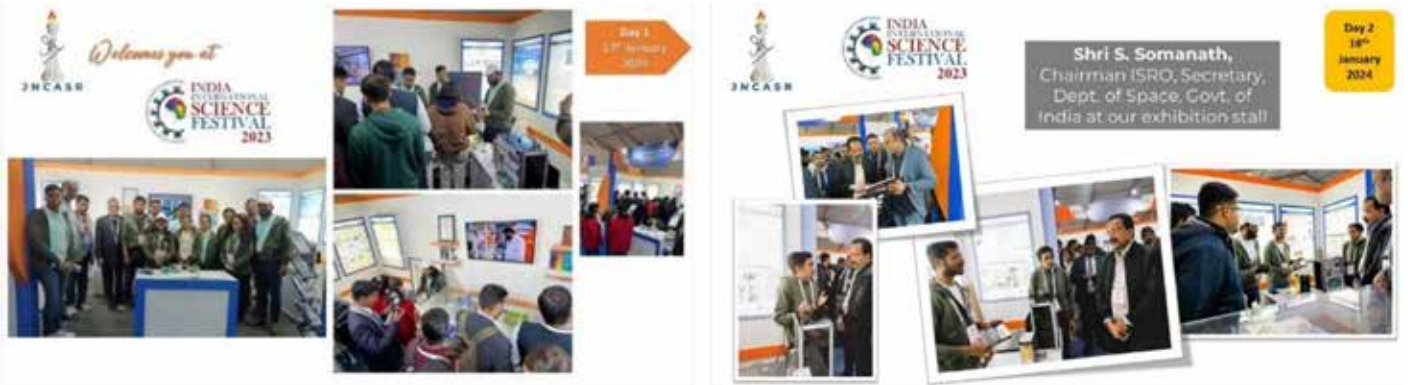 JNCASR
Welcomes you at
INDIA
INTERNATIONAL
SCIENCE
FESTIVAL
2023
Day 1
17th January
2024
JNCASR
INDIA
INTERNATIONAL
SCIENCE
FESTIVAL
2023
Shri S. Somanath,
Chairman ISRO, Secretary,
Dept. of Space, Govt. of
India at our exhibition stall
Day 2
18th
January
2024